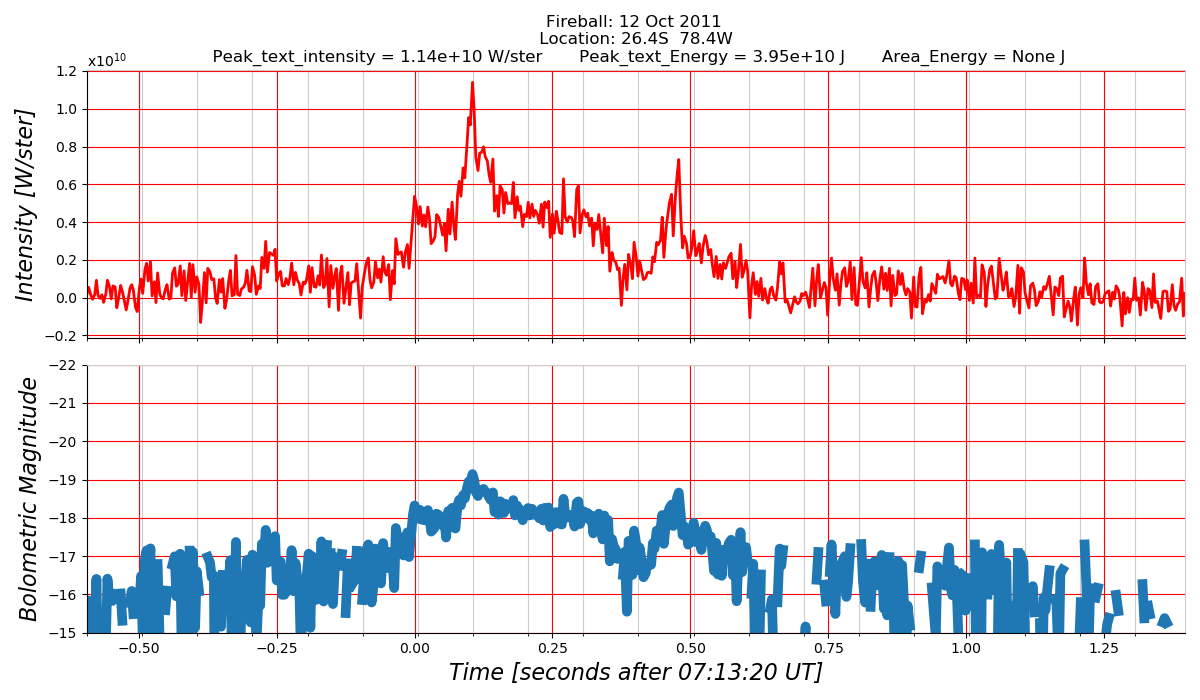 Fireball: 12 Oct 2011
Location: 26.4S 78.4W
Peak_text_intensity = 1.14e+10 W/ster Peak_text_Energy = 3.95e+10 J Area_Energy = None J
x10¹⁰
1.2
1.0
0.8
0.6
0.4
0.2
0.0
−0.2
Intensity [W/ster]
−22
−21
−20
−19
−18
−17
−16
−15
Bolometric Magnitude
−0.50 −0.25 0.00 0.25 0.50 0.75 1.00 1.25
Time [seconds after 07:13:20 UT]